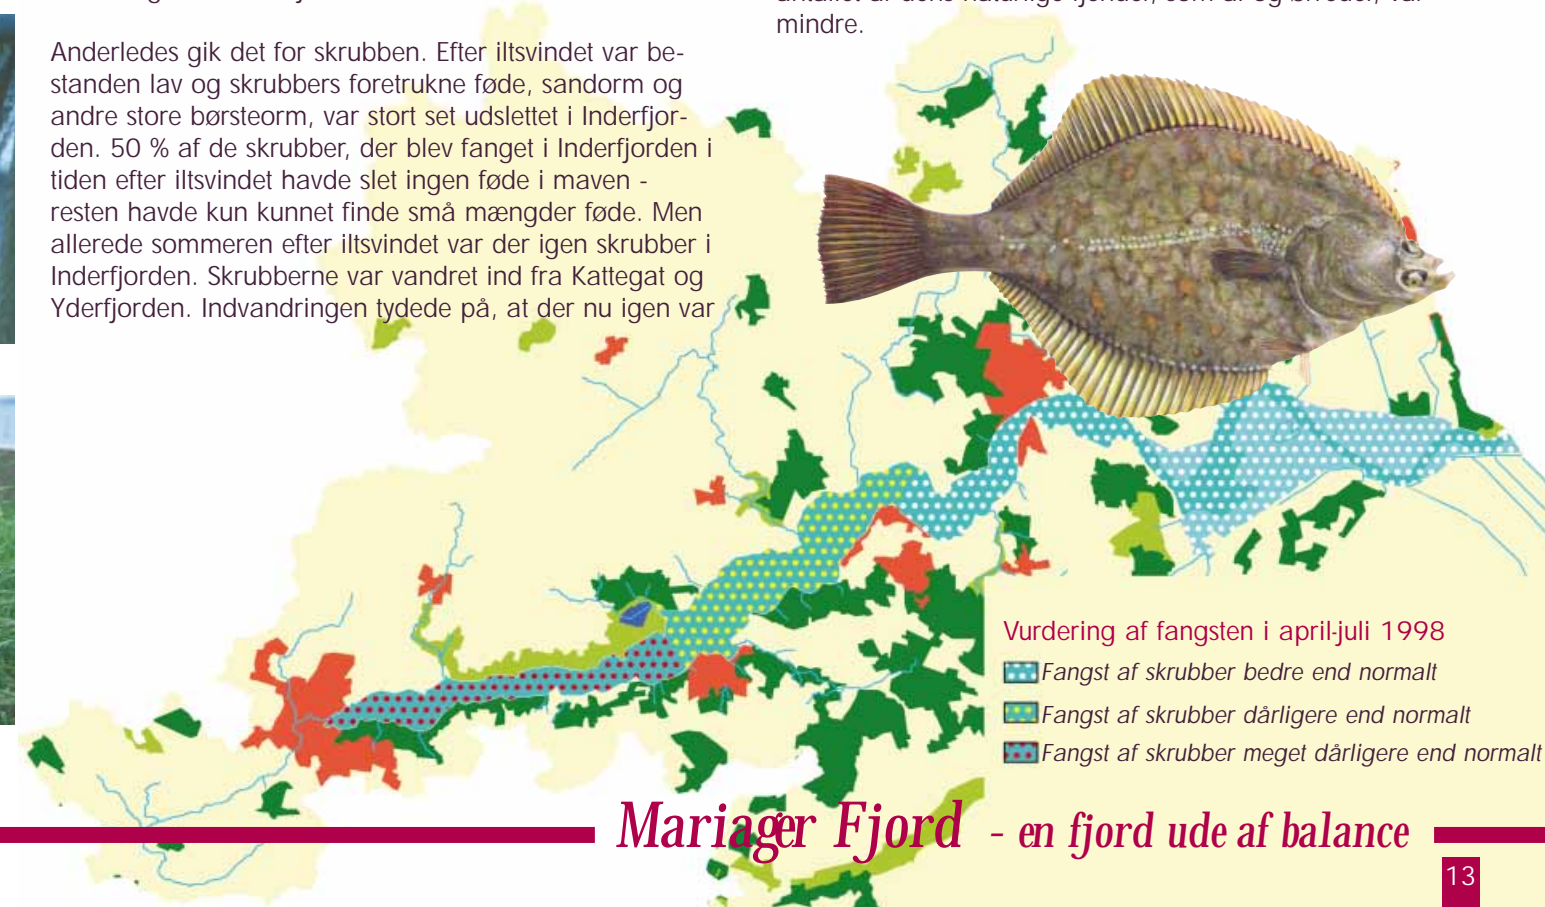 Anderledes gik det for skrubben. Efter iltsvindet var be-
standen lav og skrubbers foretrukne føde, sandorm og
andre store børsteorm, var stort set udslettet i Inderfjor-
den. 50 % af de skrubber, der blev fanget i Inderfjorden i
tiden efter iltsvindet havde slet ingen føde i maven -
resten havde kun kunnet finde små mængder føde. Men
allerede sommeren efter iltsvindet var der igen skrubber i
Inderfjorden. Skrubberne var vandret ind fra Kattegat og
Yderfjorden. Indvandringen tydede på, at der nu igen var
mindre.
Vurdering af fangsten i april-juli 1998
Fangst af skrubber bedre end normalt
Fangst af skrubber dårligere end normalt
Fangst af skrubber meget dårligere end normalt
Mariager Fjord - en fjord ude af balance
13